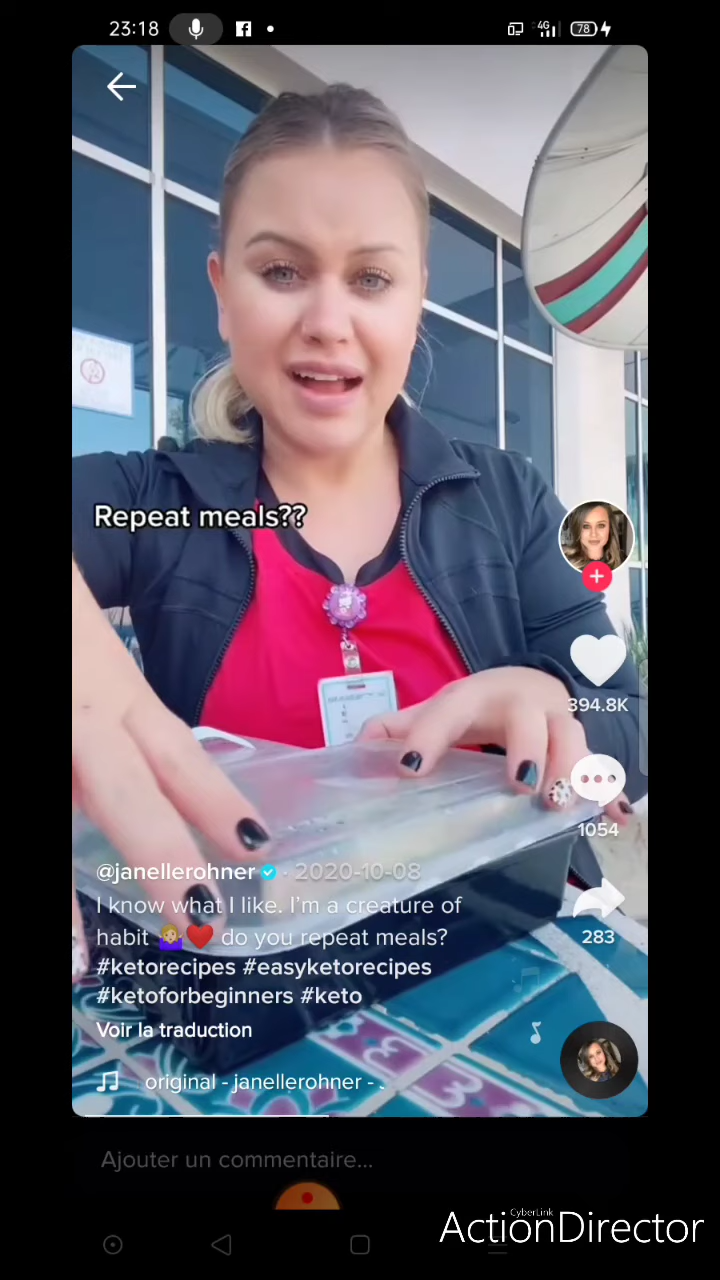 23:18
4G
78
Repeat meals??
394.8K
1054
@janellerohner · 2020-10-08
I know what I like. I'm a creature of
habit 🤷🏼‍♀️❤️ do you repeat meals?
#ketorecipes #easyketorecipes
#ketoforbeginners #keto
283
Voir la traduction
original - janellerohner -
Ajouter un commentaire...
CyberLink
ActionDirector